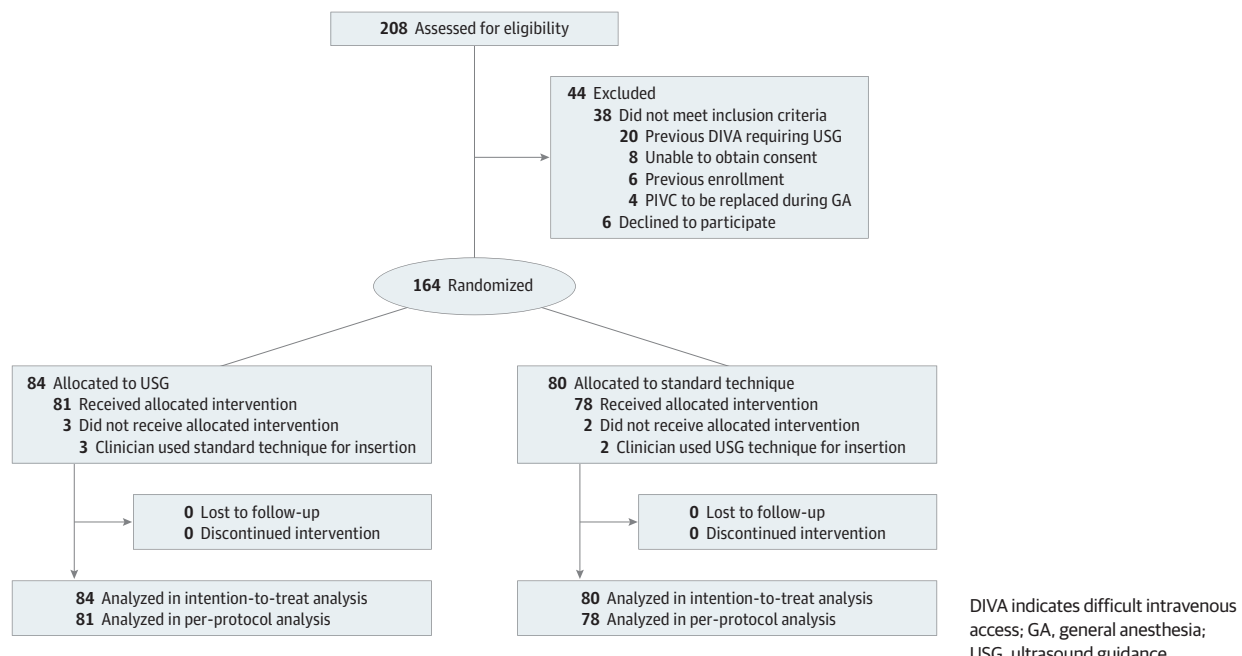 208 Assessed for eligibility
44 Excluded
38 Did not meet inclusion criteria
20 Previous DIVA requiring USG
8 Unable to obtain consent
6 Previous enrollment
4 PIVC to be replaced during GA
6 Declined to participate
164 Randomized
84 Allocated to USG
81 Received allocated intervention
3 Did not receive allocated intervention
3 Clinician used standard technique for insertion
80 Allocated to standard technique
78 Received allocated intervention
2 Did not receive allocated intervention
2 Clinician used USG technique for insertion
0 Lost to follow-up
0 Discontinued intervention
0 Lost to follow-up
0 Discontinued intervention
84 Analyzed in intention-to-treat analysis
81 Analyzed in per-protocol analysis
80 Analyzed in intention-to-treat analysis
78 Analyzed in per-protocol analysis
DIVA indicates difficult intravenous
access; GA, general anesthesia;
USG, ultrasound guidance